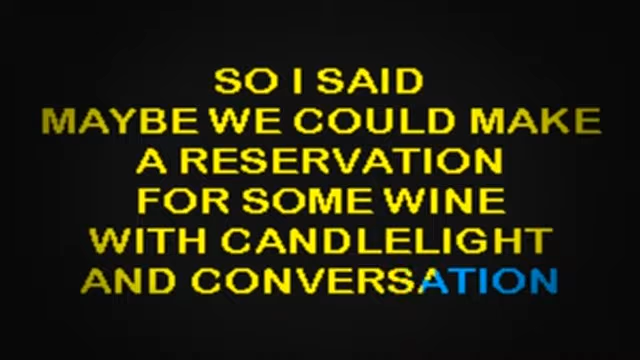 SO I SAID
MAYBE WE COULD MAKE
A RESERVATION
FOR SOME WINE
WITH CANDLELIGHT
AND CONVERSATION